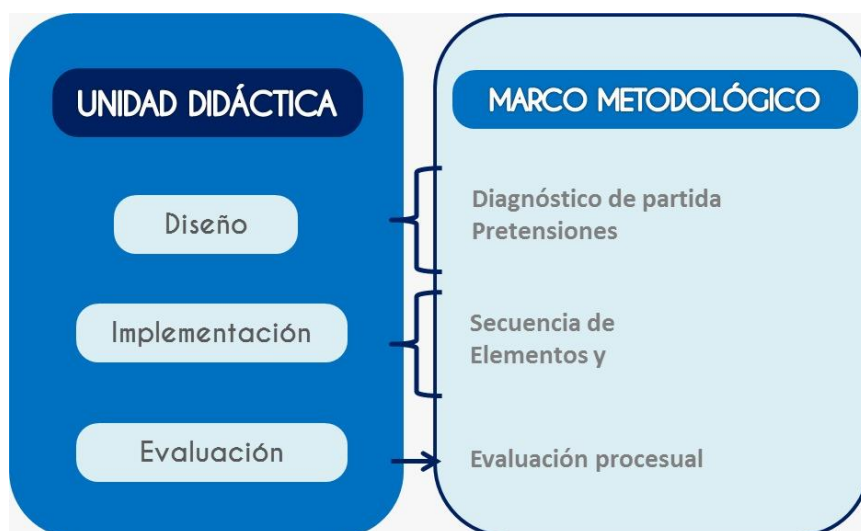 UNIDAD DIDÁCTICA
Diseño
Implementación
Evaluación
MARCO METODOLÓGICO
Diagnóstico de partida
Pretensiones
Secuencia de
Elementos y
Evaluación procesual